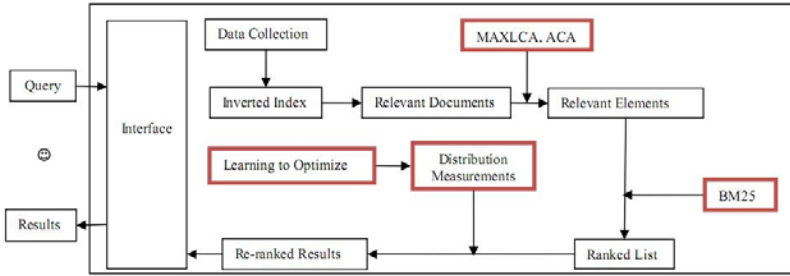 Data Collection
MAXLCA, ACA
Query
Inverted Index
Relevant Documents
Relevant Elements
Interface
Learning to Optimize
Distribution
Measurements
BM25
Results
Re-ranked Results
Ranked List